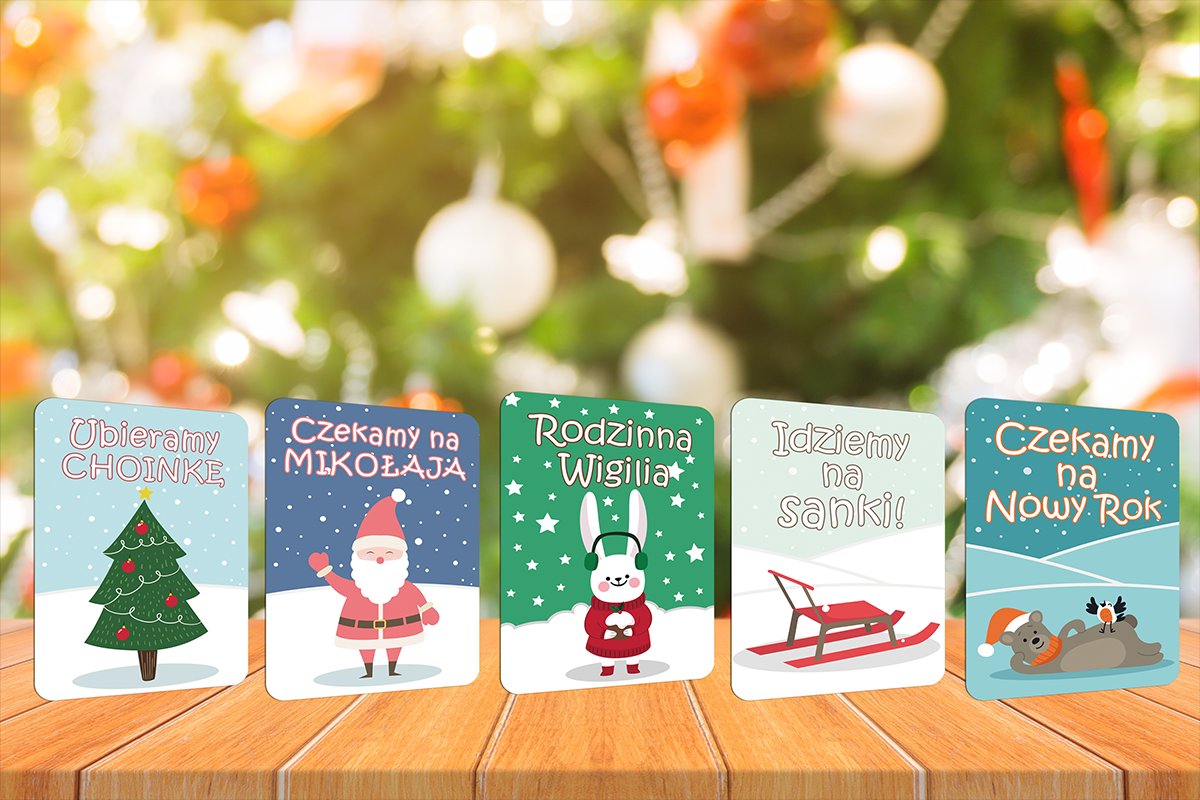 Ubieramy
CHOINKĘ
Czekamy na
MIKOŁAJA
Rodzinna
Wigilia
Idziemy
na
sanki!
Czekamy
na
Nowy Rok